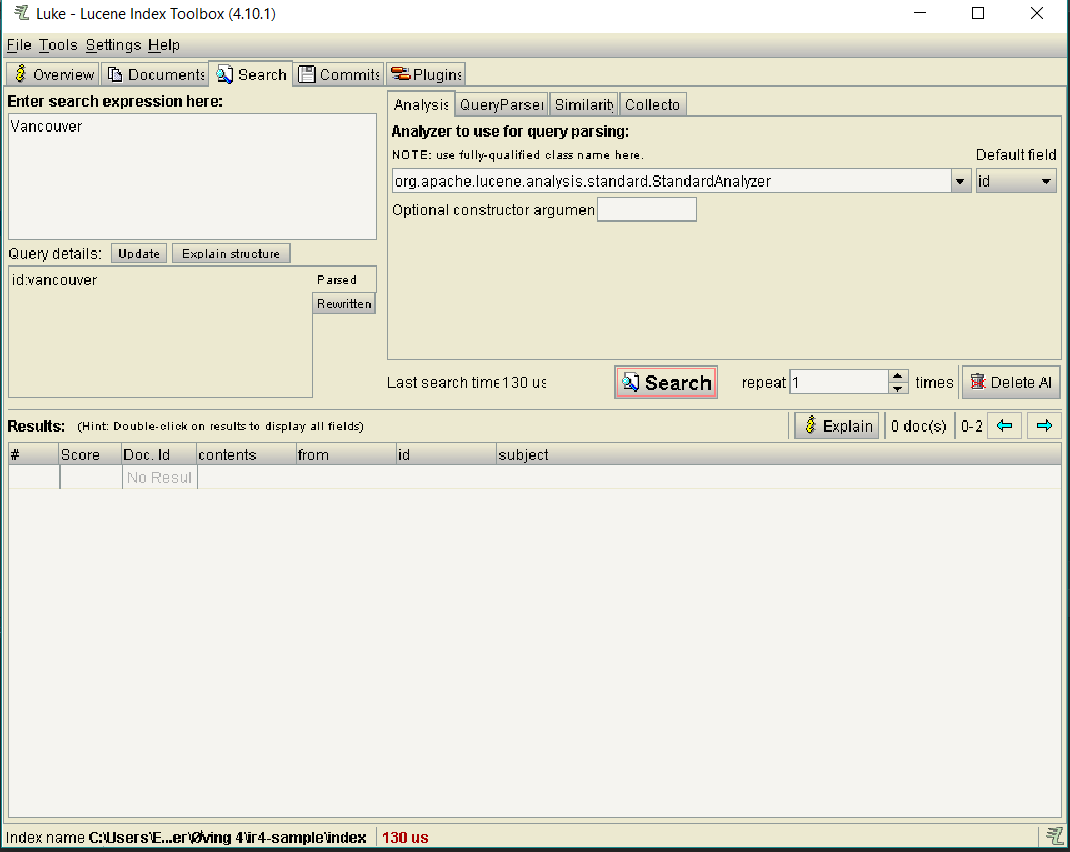 Luke - Lucene Index Toolbox (4.10.1)
File Tools Settings Help
Overview Documents Search Commits Plugins
Enter search expression here:
Vancouver
Analysis QueryParser Similarity Collecto
Analyzer to use for query parsing:
NOTE: use fully-qualified class name here.
Default field
org.apache.lucene.analysis.standard.StandardAnalyzer
id
Optional constructor argumen
Query details: Update Explain structure
id:vancouver
Parsed
Rewritten
Last search time 130 us
Search
repeat 1 times
Delete Al
Results: (Hint: Double-click on results to display all fields)
Explain 0 doc(s) 0-2
# Score Doc. Id contents from id subject
No Resul
Index name C:\Users\E...er\Øving 4\ir4-sample\index 130 us